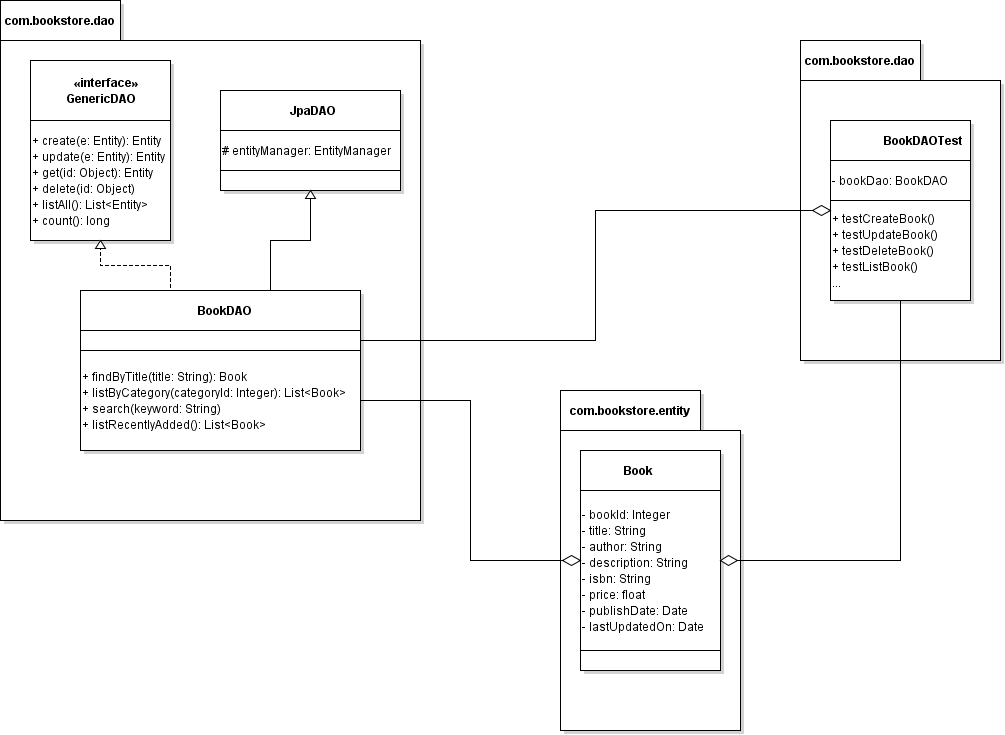 com.bookstore.dao
«interface»
GenericDAO
+ create(e: Entity): Entity
+ update(e: Entity): Entity
+ get(id: Object): Entity
+ delete(id: Object)
+ listAll(): List<Entity>
+ count(): long
JpaDAO
# entityManager: EntityManager
BookDAO
+ findByTitle(title: String): Book
+ listByCategory(categoryId: Integer): List<Book>
+ search(keyword: String)
+ listRecentlyAdded(): List<Book>
com.bookstore.dao
BookDAOTest
- bookDao: BookDAO
+ testCreateBook()
+ testUpdateBook()
+ testDeleteBook()
+ testListBook()
...
com.bookstore.entity
Book
- bookId: Integer
- title: String
- author: String
- description: String
- isbn: String
- price: float
- publishDate: Date
- lastUpdatedOn: Date